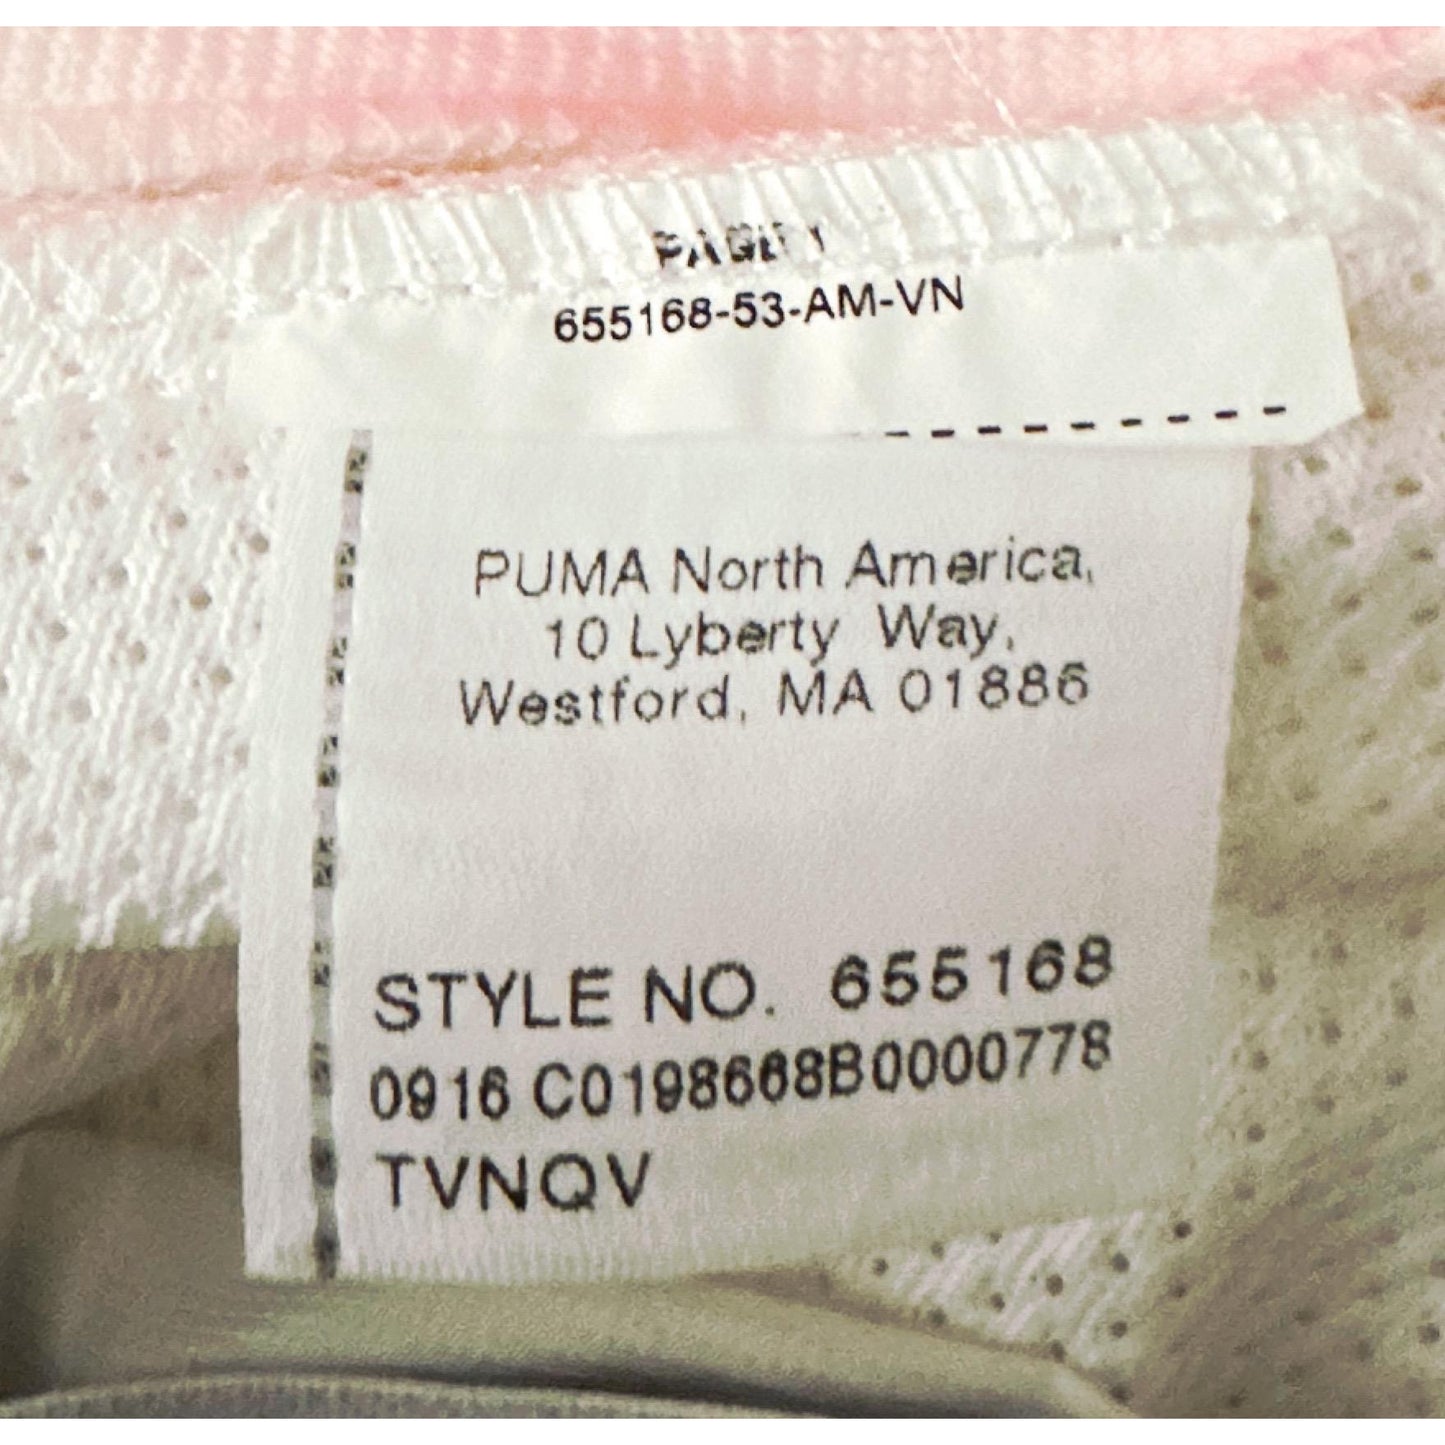 655168-53-AM-VN
PUMA North America,
10 Lyberty Way,
Westford, MA 01886
STYLE NO. 655168
0916 C0198668B0000778
TVNQV